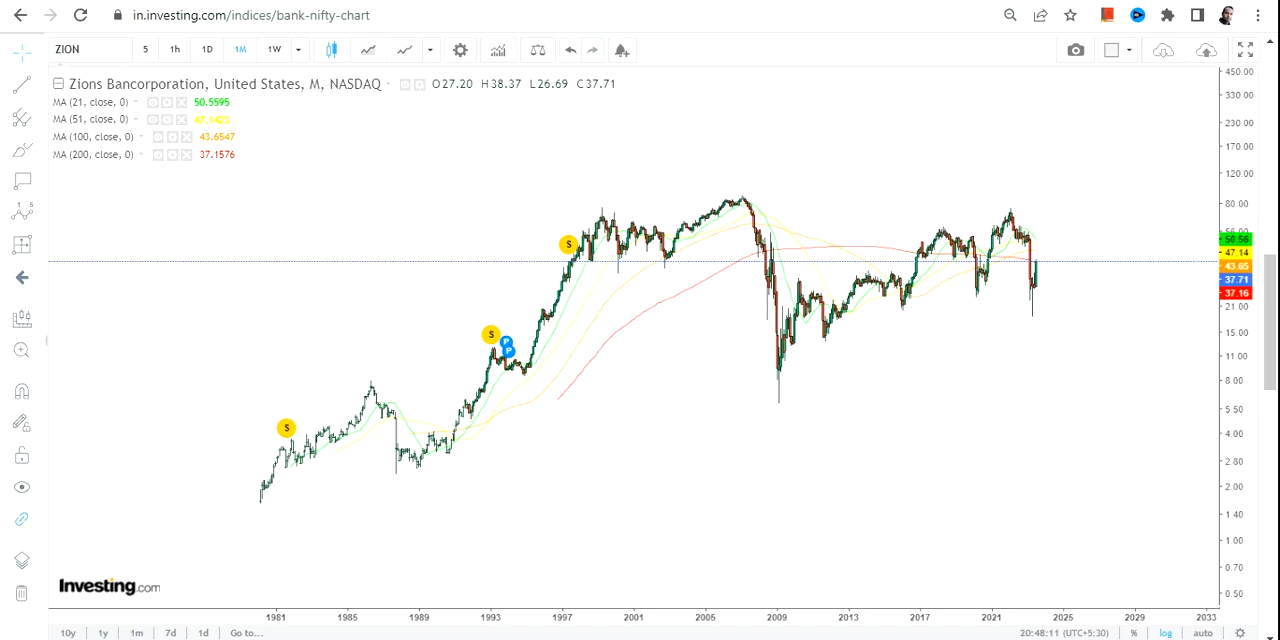 in.investing.com/indices/bank-nifty-chart
ZION 5 1h 1D 1M 1W
Zions Bancorporation, United States, M, NASDAQ O27.20 H38.37 L26.69 C37.71
MA (21, close, 0) 50.5595
MA (51, close, 0)
MA (100, close, 0) 43.6547
MA (200, close, 0) 37.1576
450.00
330.00
230.00
170.00
120.00
80.00
50.56
47.14
43.65
37.71
37.16
21.00
15.00
11.00
8.00
5.50
4.00
2.80
2.00
1.40
1.00
0.70
0.50
S
S
P
P
S
1 5
Investing.com
1981 1985 1989 1993 1997 2001 2005 2009 2013 2017 2021 2025 2029 2033
10y 1y 1m 7d 1d Go to... 20:48:11 (UTC+5:30) % log auto